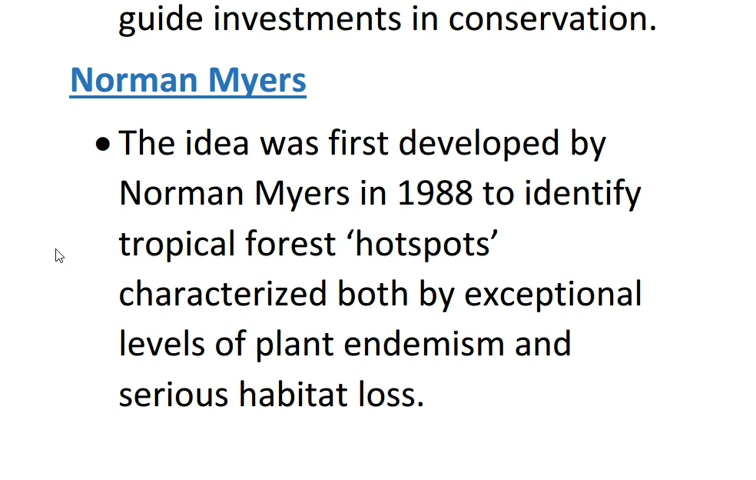 guide investments in conservation.
Norman Myers
• The idea was first developed by
Norman Myers in 1988 to identify
tropical forest ‘hotspots’
characterized both by exceptional
levels of plant endemism and
serious habitat loss.